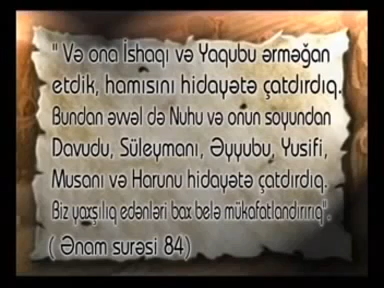 " Və ona İshaqı və Yaqubu ərməğan
etdik, hamısını hidayətə çatdırdıq.
Bundan əvvəl də Nuhu və onun soyundan
Davudu, Süleymanı, Əyyubu, Yusifi,
Musanı və Harunu hidayətə çatdırdıq.
Biz yaxşılıq edənləri bax belə mükafatlandırırıq".
( Ənam surəsi 84)